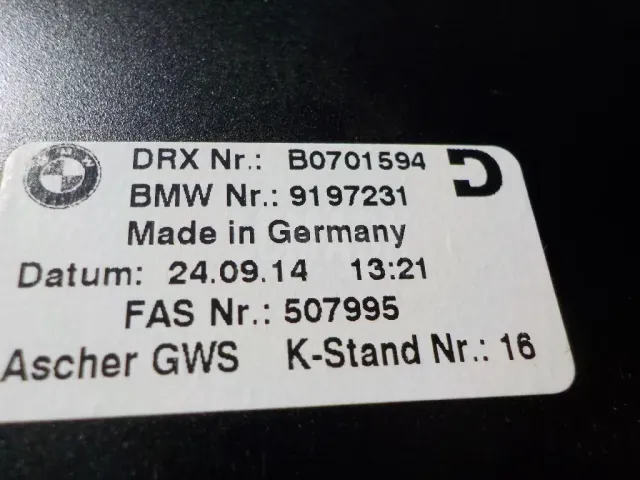 BMW
DRX Nr.: B0701594
BMW Nr.: 9197231
Made in Germany
Datum: 24.09.14 13:21
FAS Nr.: 507995
Ascher GWS K-Stand Nr.: 16